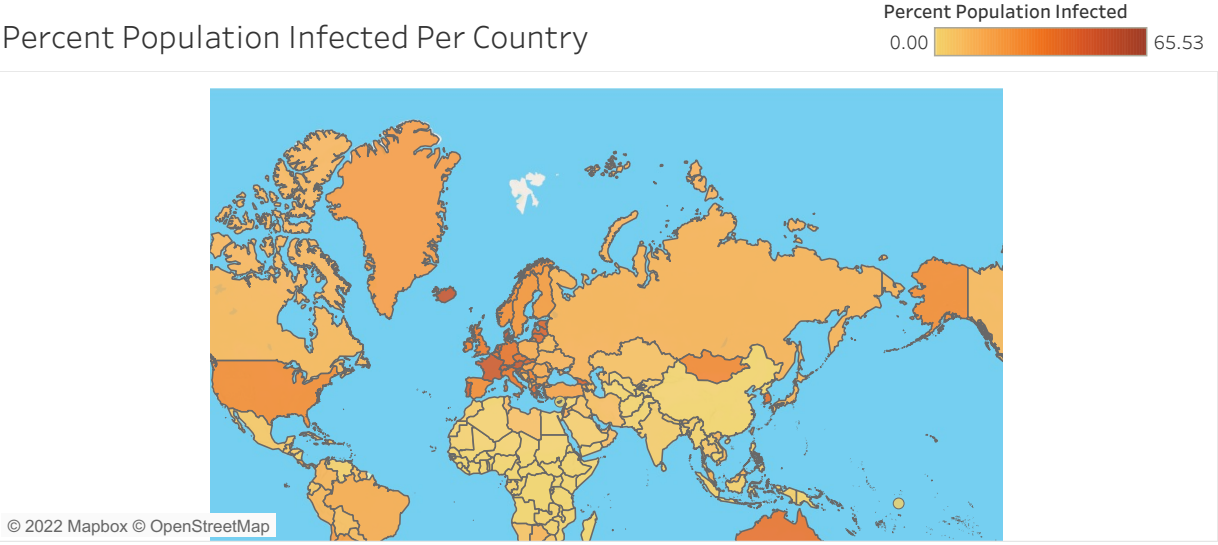 Percent Population Infected Per Country
Percent Population Infected
0.00 65.53
© 2022 Mapbox © OpenStreetMap